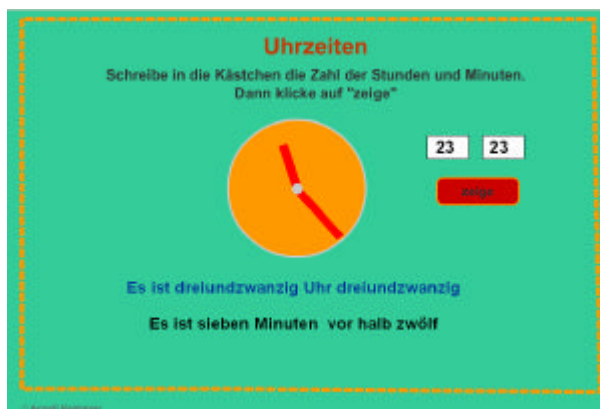 Uhrzeiten
Schreibe in die Kästchen die Zahl der Stunden und Minuten.
Dann klicke auf "zeige"
23 23
zeige
Es ist dreiundzwanzig Uhr dreiundzwanzig
Es ist sieben Minuten vor halb zwölf